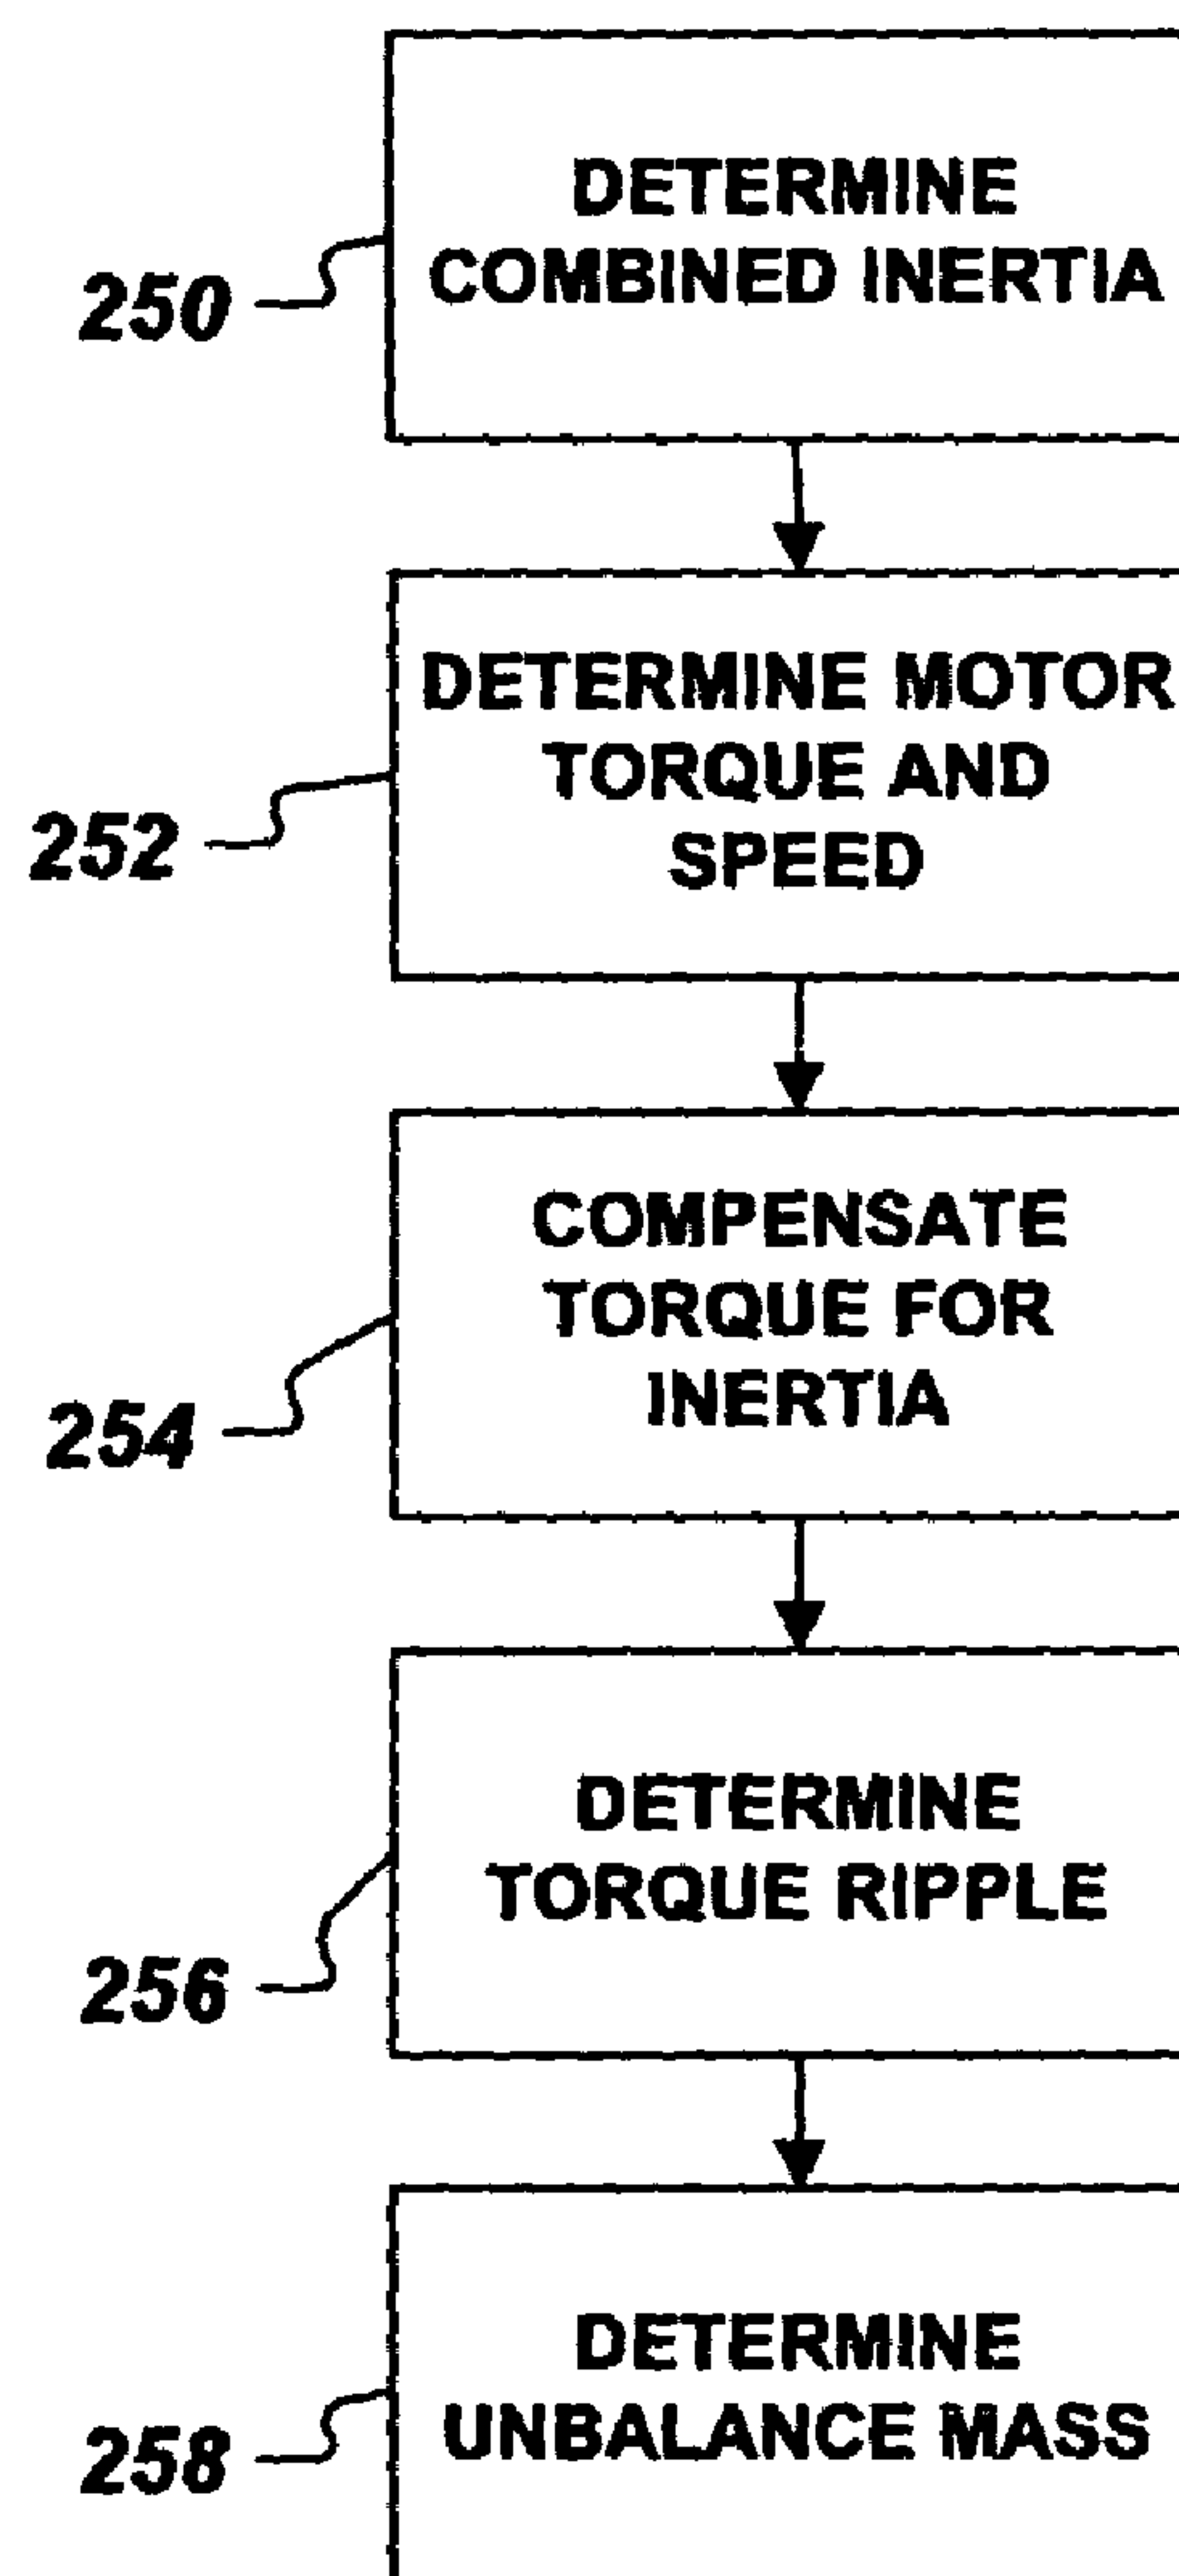 DETERMINE
COMBINED INERTIA
250
DETERMINE MOTOR
TORQUE AND
SPEED
252
COMPENSATE
TORQUE FOR
INERTIA
254
DETERMINE
TORQUE RIPPLE
256
DETERMINE
UNBALANCE MASS
258